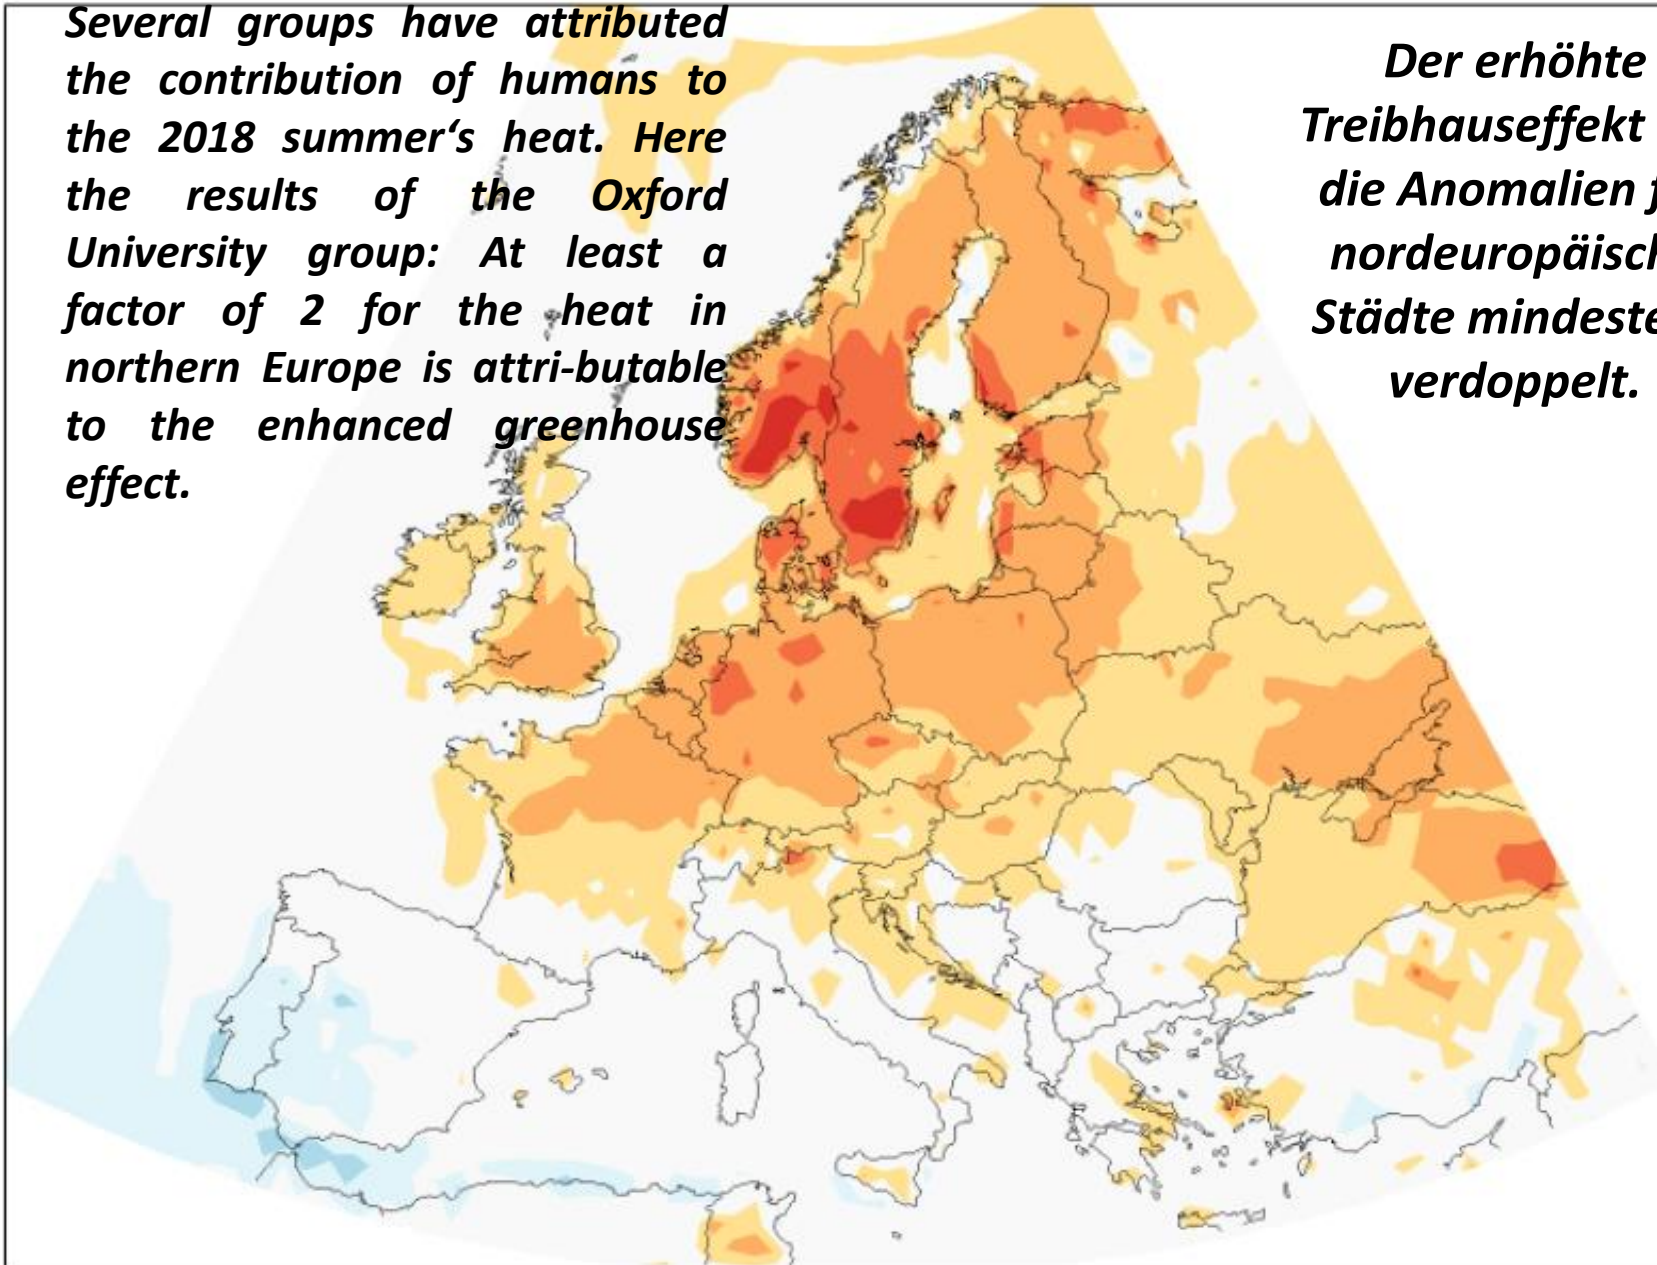 Several groups have attributed
the contribution of humans to
the 2018 summer‘s heat. Here
the results of the Oxford
University group: At least a
factor of 2 for the heat in
northern Europe is attri-butable
to the enhanced greenhouse
effect.
Der erhöhte
Treibhauseffekt
die Anomalien
Städte
verdoppelt.